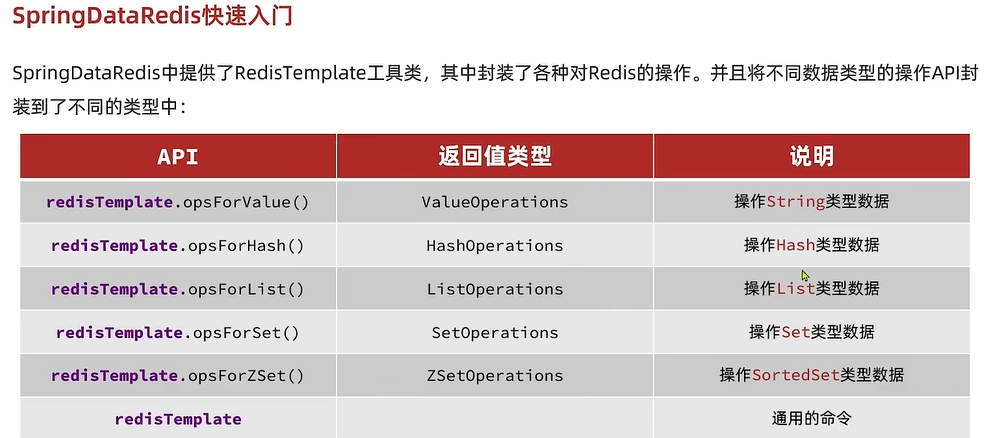 SpringDataRedis快速入门
SpringDataRedis中提供了RedisTemplate工具类，其中封装了各种对Redis的操作。并且将不同数据类型的操作API封
装到了不同的类型中：
API 返回值类型 说明
redisTemplate.opsForValue() ValueOperations 操作String类型数据
redisTemplate.opsForHash() HashOperations 操作Hash类型数据
redisTemplate.opsForList() ListOperations 操作List类型数据
redisTemplate.opsForSet() SetOperations 操作Set类型数据
redisTemplate.opsForZSet() ZSetOperations 操作SortedSet类型数据
redisTemplate 通用的命令